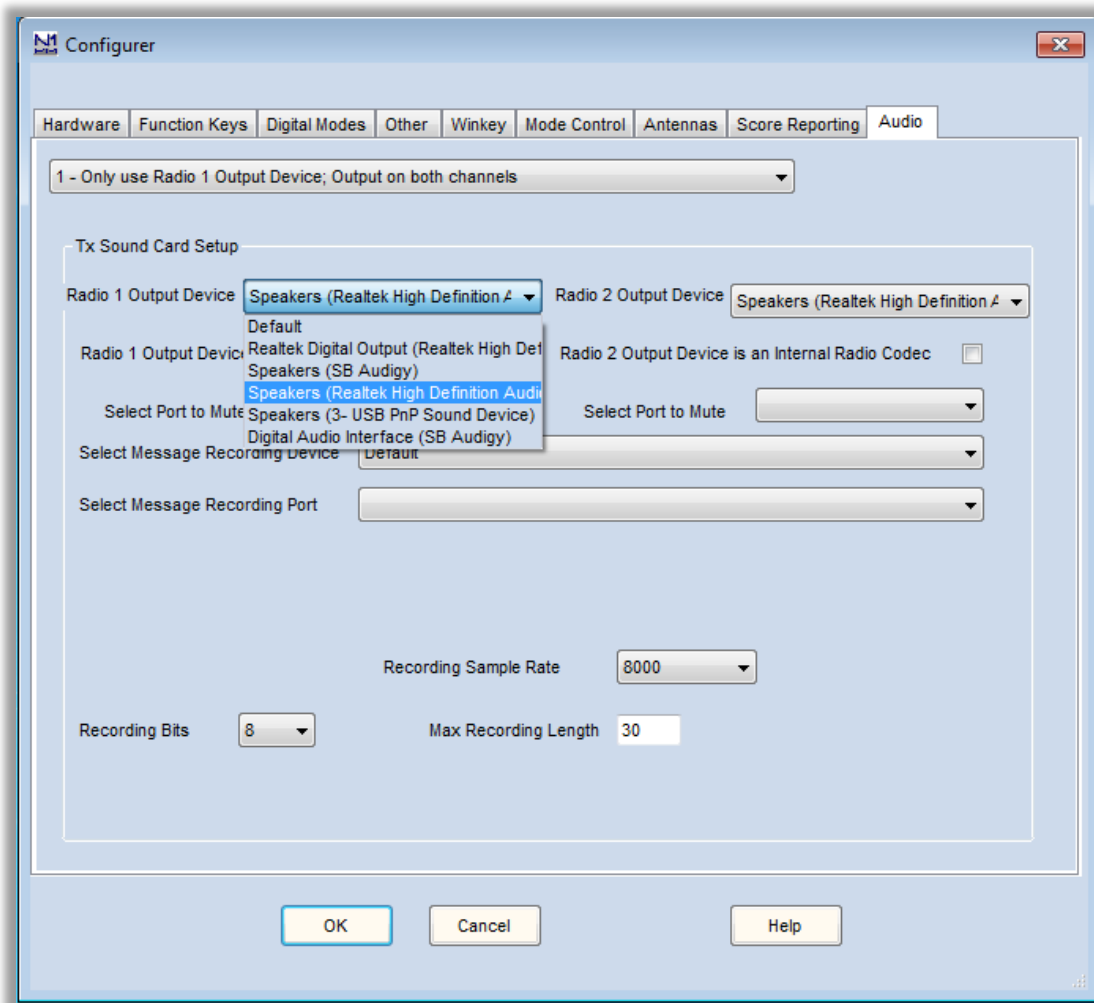 N1
MM
Configurer
Hardware Function Keys Digital Modes Other Winkey Mode Control Antennas Score Reporting Audio
1 - Only use Radio 1 Output Device; Output on both channels
Tx Sound Card Setup
Radio 1 Output Device Speakers (Realtek High Definition A Radio 2 Output Device Speakers (Realtek High Definition A
Default
Radio 1 Output Device Realtek Digital Output (Realtek High Def Radio 2 Output Device is an Internal Radio Codec
Speakers (SB Audigy)
Speakers (Realtek High Definition Audi
Select Port to Mute Speakers (3- USB PnP Sound Device) Select Port to Mute
Digital Audio Interface (SB Audigy)
Select Message Recording Device Default
Select Message Recording Port
Recording Sample Rate 8000
Recording Bits 8 Max Recording Length 30
OK Cancel Help